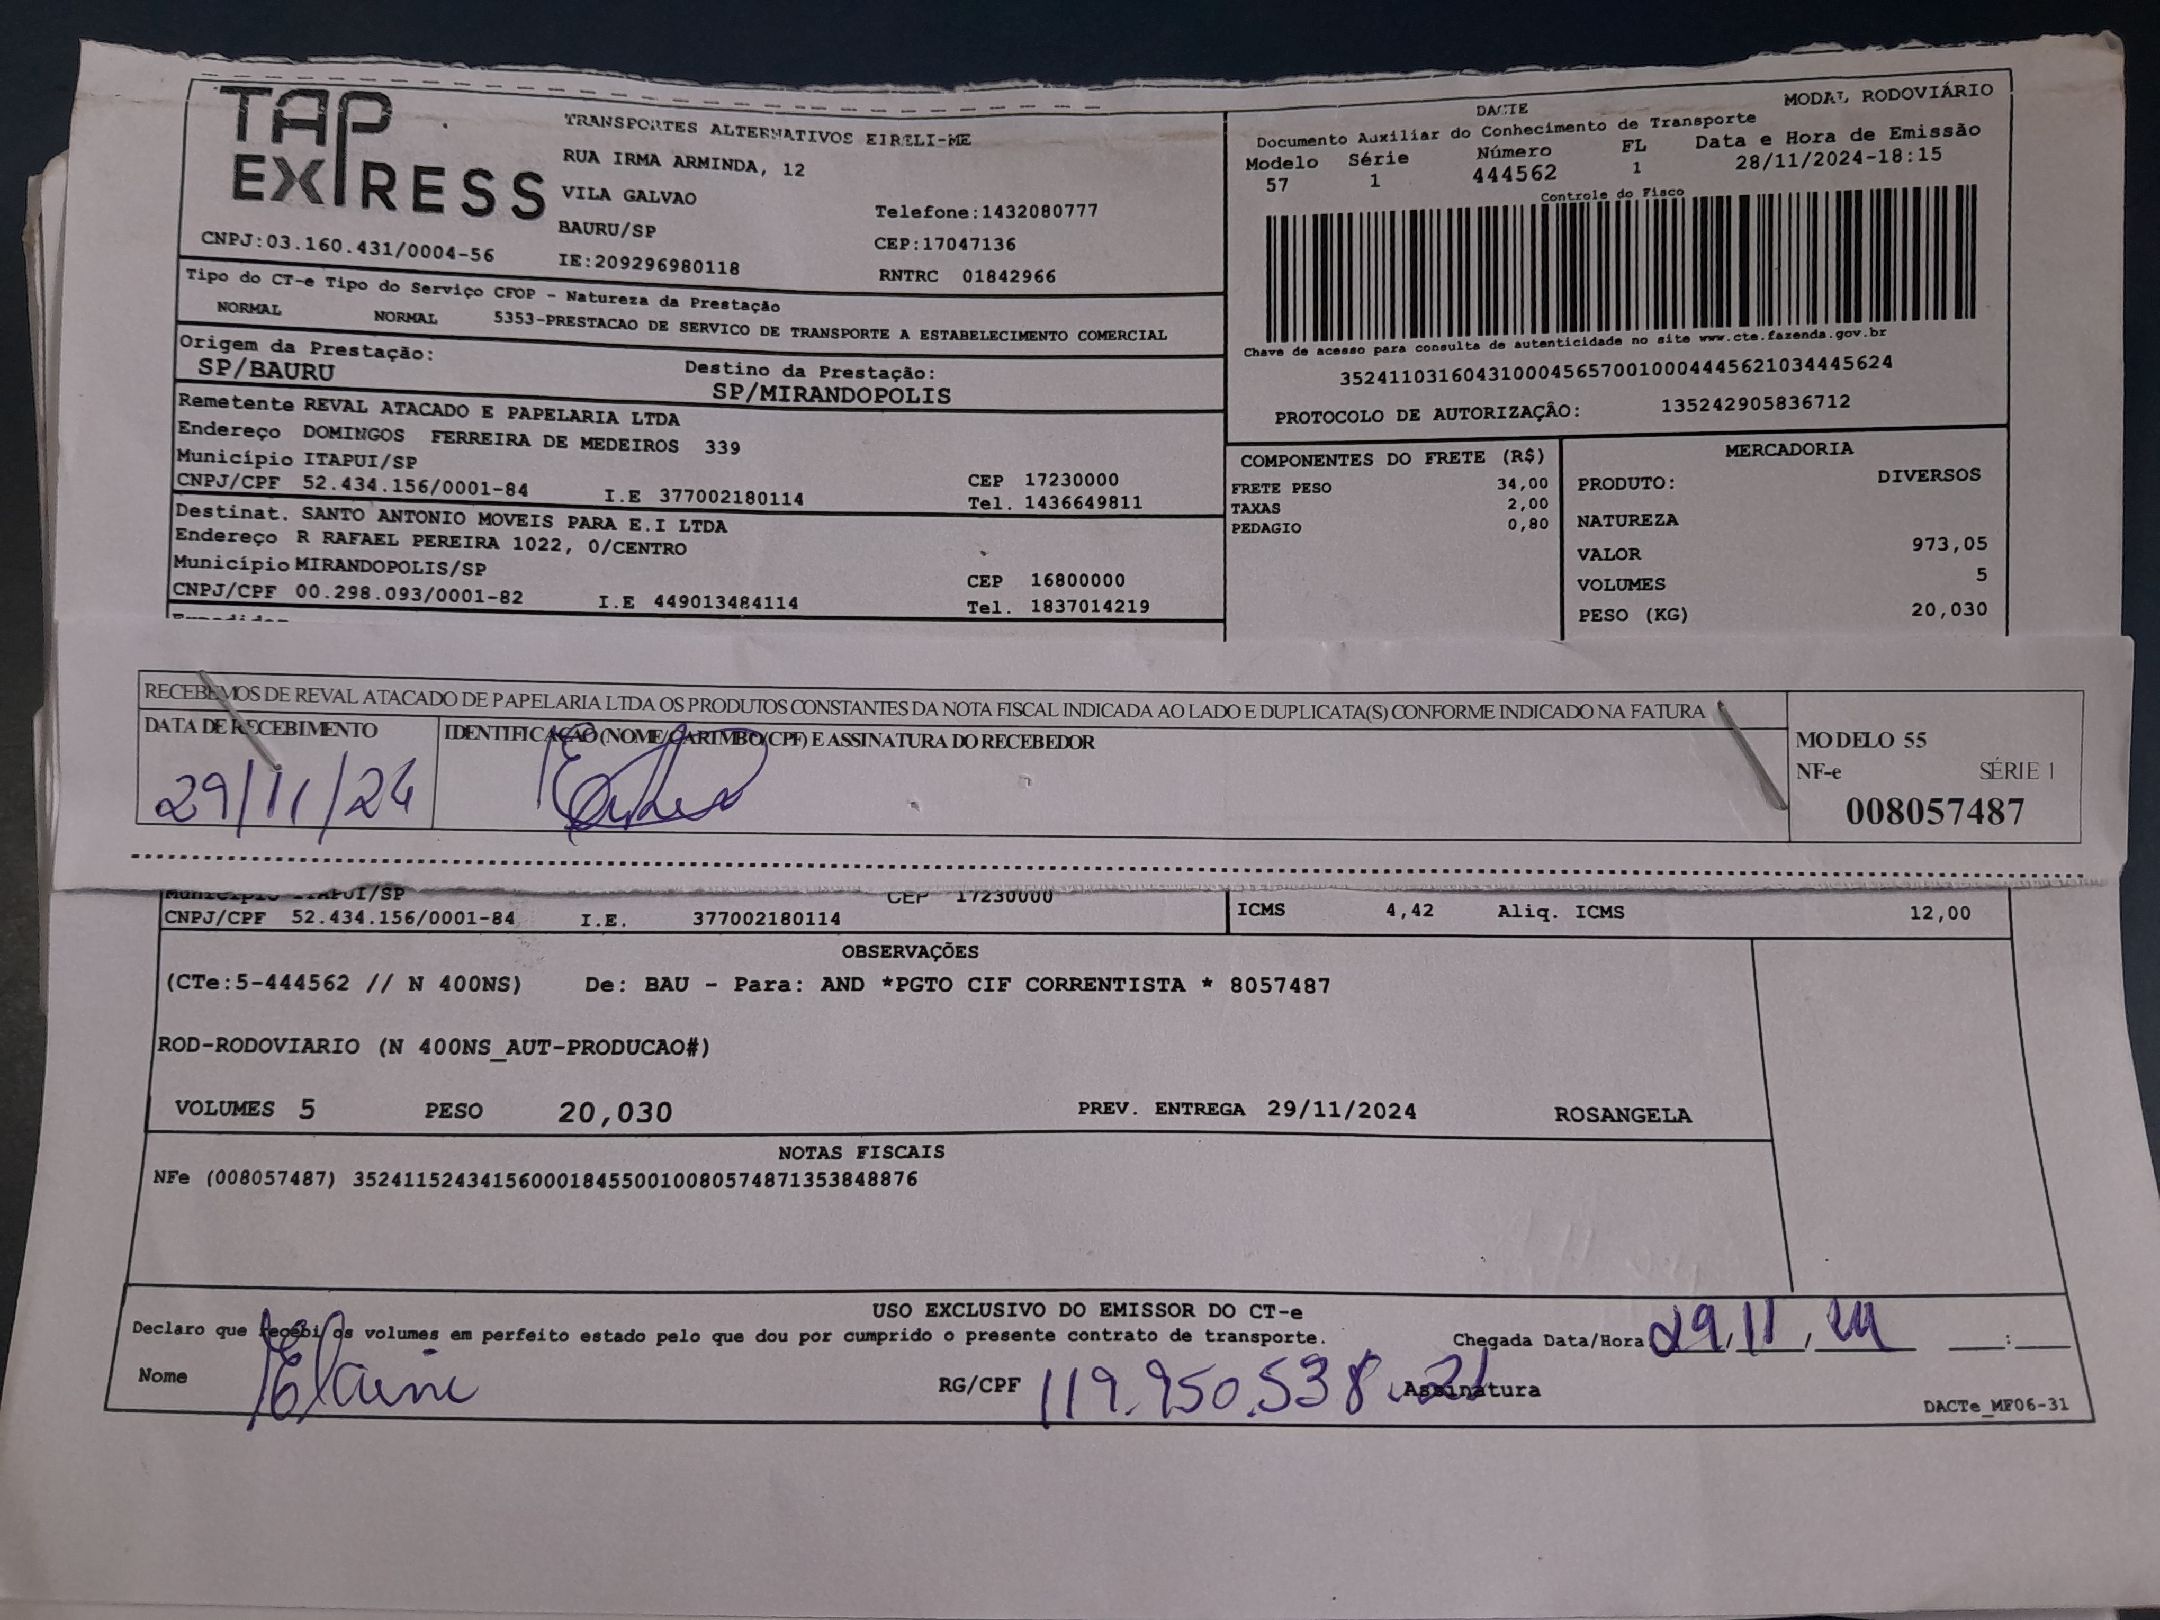 TAP EXPRESS
TRANSPORTES ALTERNATIVOS EIRELI-ME
RUA IRMA ARMINDA, 12
VILA GALVAO
Telefone:1432080777
BAURU/SP
CEP:17047136
CNPJ:03.160.431/0004-56
IE:209296980118
RNTRC 01842966
DACTE
MODAL RODOVIÁRIO
Documento Auxiliar do Conhecimento de Transporte
Modelo Série Número FL Data e Hora de Emissão
57 1 444562 1 28/11/2024-18:15
Controle do Fisco
Chave de acesso para consulta de autenticidade no site www.cte.fazenda.gov.br
35241103160431000456570010004445621034445624
PROTOCOLO DE AUTORIZAÇÃO: 135242905836712
Tipo do CT-e Tipo do Serviço CFOP - Natureza da Prestação
NORMAL NORMAL 5353-PRESTACAO DE SERVICO DE TRANSPORTE A ESTABELECIMENTO COMERCIAL
Origem da Prestação:
SP/BAURU
Destino da Prestação:
SP/MIRANDOPOLIS
Remetente REVAL ATACADO E PAPELARIA LTDA
Endereço DOMINGOS FERREIRA DE MEDEIROS 339
Município ITAPUI/SP
CEP 17230000
CNPJ/CPF 52.434.156/0001-84 I.E 377002180114 Tel. 1436649811
Destinat. SANTO ANTONIO MOVEIS PARA E.I LTDA
Endereço R RAFAEL PEREIRA 1022, 0/CENTRO
Município MIRANDOPOLIS/SP
CEP 16800000
CNPJ/CPF 00.298.093/0001-82 I.E 449013484114 Tel. 1837014219
COMPONENTES DO FRETE (R$)
FRETE PESO 34,00
TAXAS 2,00
PEDAGIO 0,80
MERCADORIA
PRODUTO: DIVERSOS
NATUREZA
VALOR 973,05
VOLUMES 5
PESO (KG) 20,030
RECEBEMOS DE REVAL ATACADO DE PAPELARIA LTDA OS PRODUTOS CONSTANTES DA NOTA FISCAL INDICADA AO LADO E DUPLICATA(S) CONFORME INDICADO NA FATURA
DATA DE RECEBIMENTO
IDENTIFICAÇÃO (NOME/CARIMBO/CPF) E ASSINATURA DO RECEBEDOR
29/11/24
MODELO 55
NF-e SÉRIE 1
008057487
Município ITAPUI/SP CEP 17230000
CNPJ/CPF 52.434.156/0001-84 I.E. 377002180114
ICMS 4,42 Aliq. ICMS 12,00
OBSERVAÇÕES
(CTe:5-444562 // N 400NS) De: BAU - Para: AND *PGTO CIF CORRENTISTA * 8057487
ROD-RODOVIARIO (N 400NS_AUT-PRODUCAO#)
VOLUMES 5 PESO 20,030 PREV. ENTREGA 29/11/2024 ROSANGELA
NOTAS FISCAIS
NFe (008057487) 35241152434156000184550010080574871353848876
USO EXCLUSIVO DO EMISSOR DO CT-e
Declaro que recebi os volumes em perfeito estado pelo que dou por cumprido o presente contrato de transporte.
Chegada Data/Hora 29,11,24 :
Nome Elaine RG/CPF 119.950.538.21 Assinatura
DACTe_MF06-31